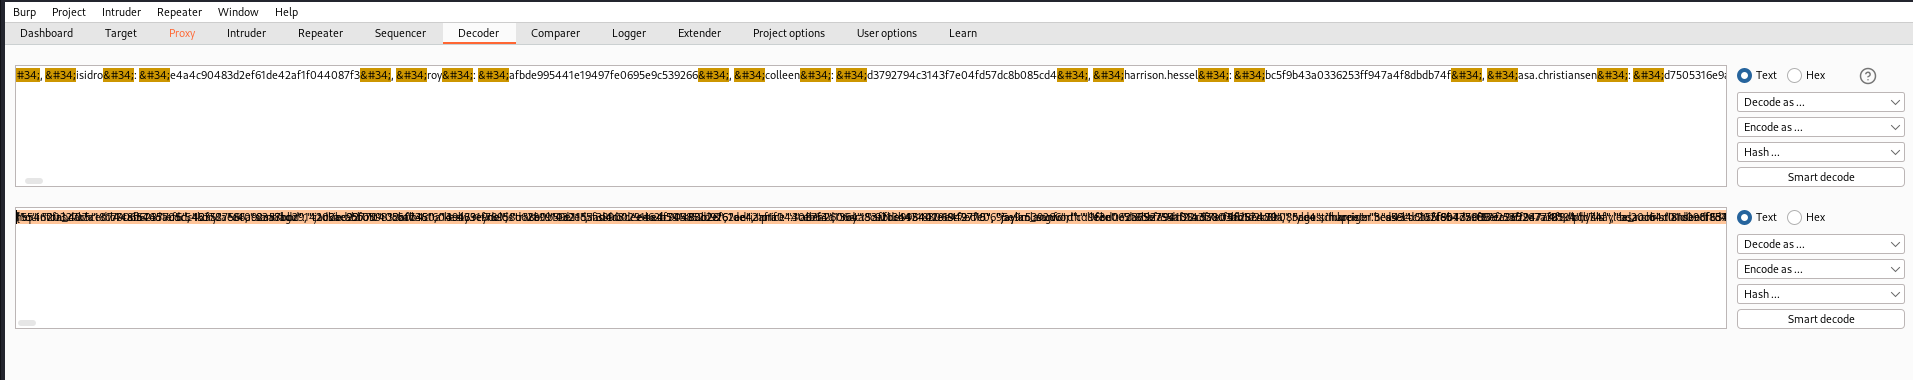 Burp Project Intruder Repeater Window Help
Dashboard Target Proxy Intruder Repeater Sequencer Decoder Comparer Logger Extender Project options User options Learn
#34;, &#34;isidro&#34;: &#34;e4a4c90483d2ef61de42af1f044087f3&#34;, &#34;roy&#34;: &#34;afbde995441e19497fe0695e9c539266&#34;, &#34;colleen&#34;: &#34;d3792794c3143f7e04fd57dc8b085cd4&#34;, &#34;harrison.hessel&#34;: &#34;bc5f9b43a0336253ff947a4f8dbdb74f&#34;, &#34;asa.christiansen&#34;: &#34;d7505316e9a
Text Hex ?
Decode as ...
Encode as ...
Hash ...
Smart decode
Text Hex
Decode as ...
Encode as ...
Hash ...
Smart decode